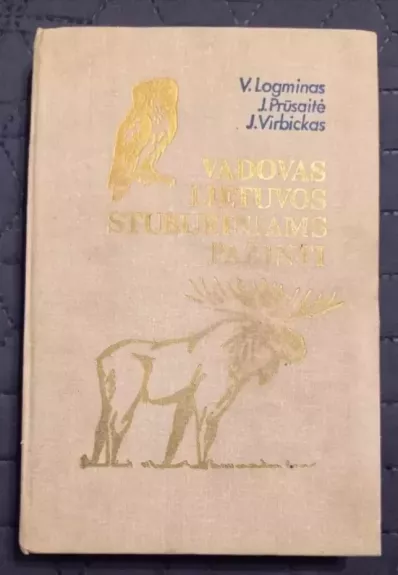 V. Logminas
J. Prūsaitė
J. Virbickas
VADOVAS
LIETUVOS
STUBURINIAMS
PAŽINTI